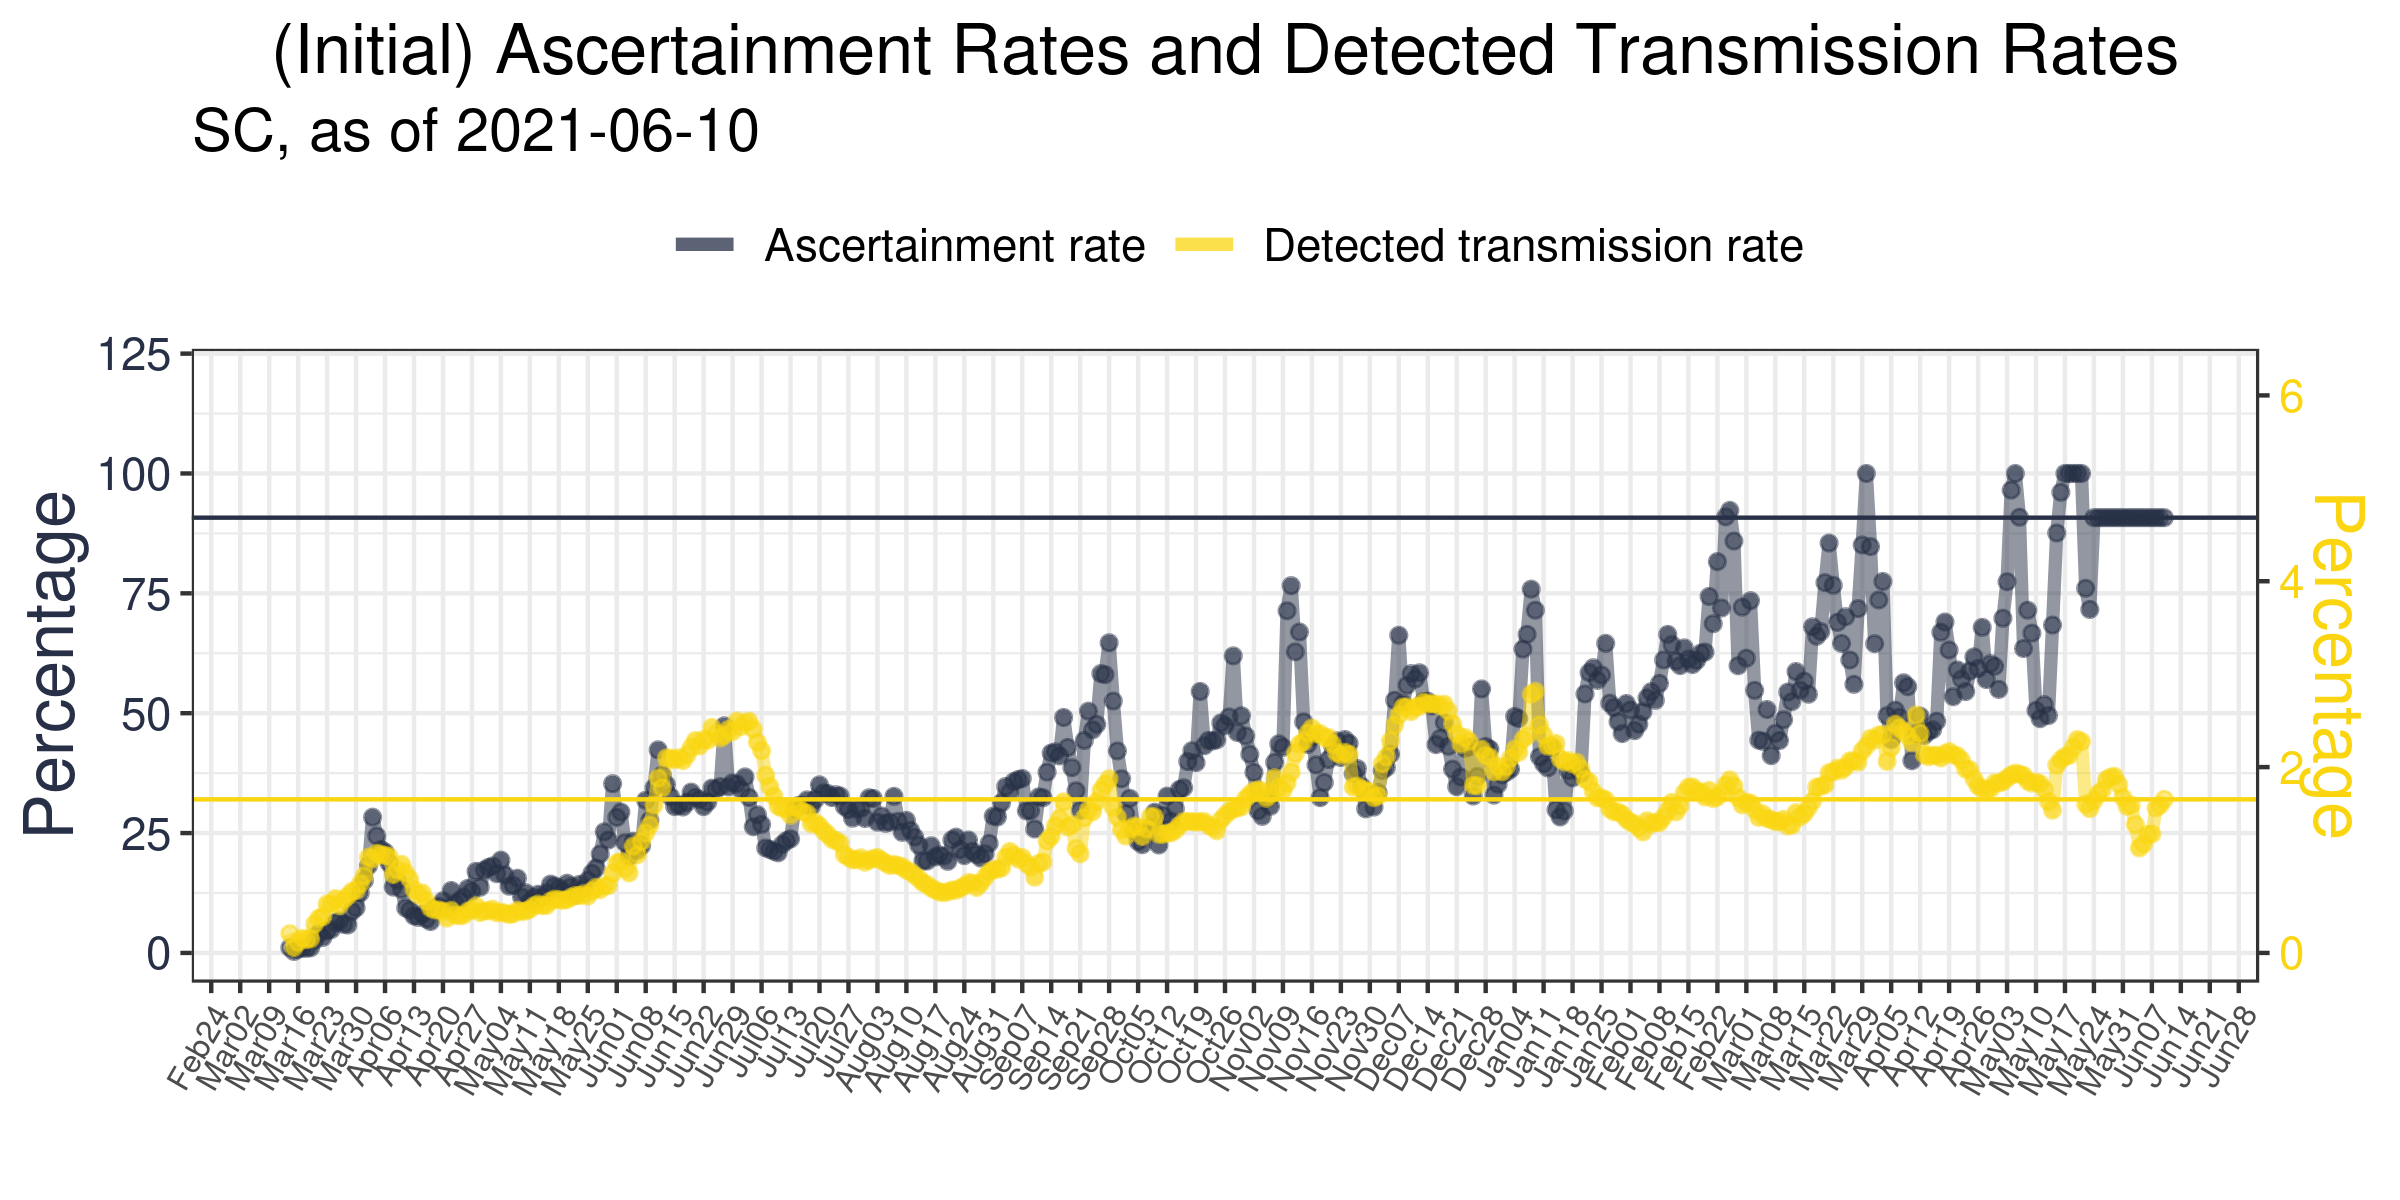 (Initial) Ascertainment Rates and Detected Transmission Rates
SC, as of 2021-06-10
Ascertainment rate
Detected transmission rate
125
100
75
50
25
0
Percentage
6
4
2
0
Percentage
Feb24
Mar02
Mar09
Mar16
Mar23
Mar30
Apr06
Apr13
Apr20
Apr27
May04
May11
May18
May25
Jun01
Jun08
Jun15
Jun22
Jun29
Jul06
Jul13
Jul20
Jul27
Aug03
Aug10
Aug17
Aug24
Aug31
Sep07
Sep14
Sep21
Sep28
Oct05
Oct12
Oct19
Oct26
Nov02
Nov09
Nov16
Nov23
Nov30
Dec07
Dec14
Dec21
Dec28
Jan04
Jan11
Jan18
Jan25
Feb01
Feb08
Feb15
Feb22
Mar01
Mar08
Mar15
Mar22
Mar29
Apr05
Apr12
Apr19
Apr26
May03
May10
May17
May24
May31
Jun07
Jun14
Jun21
Jun28